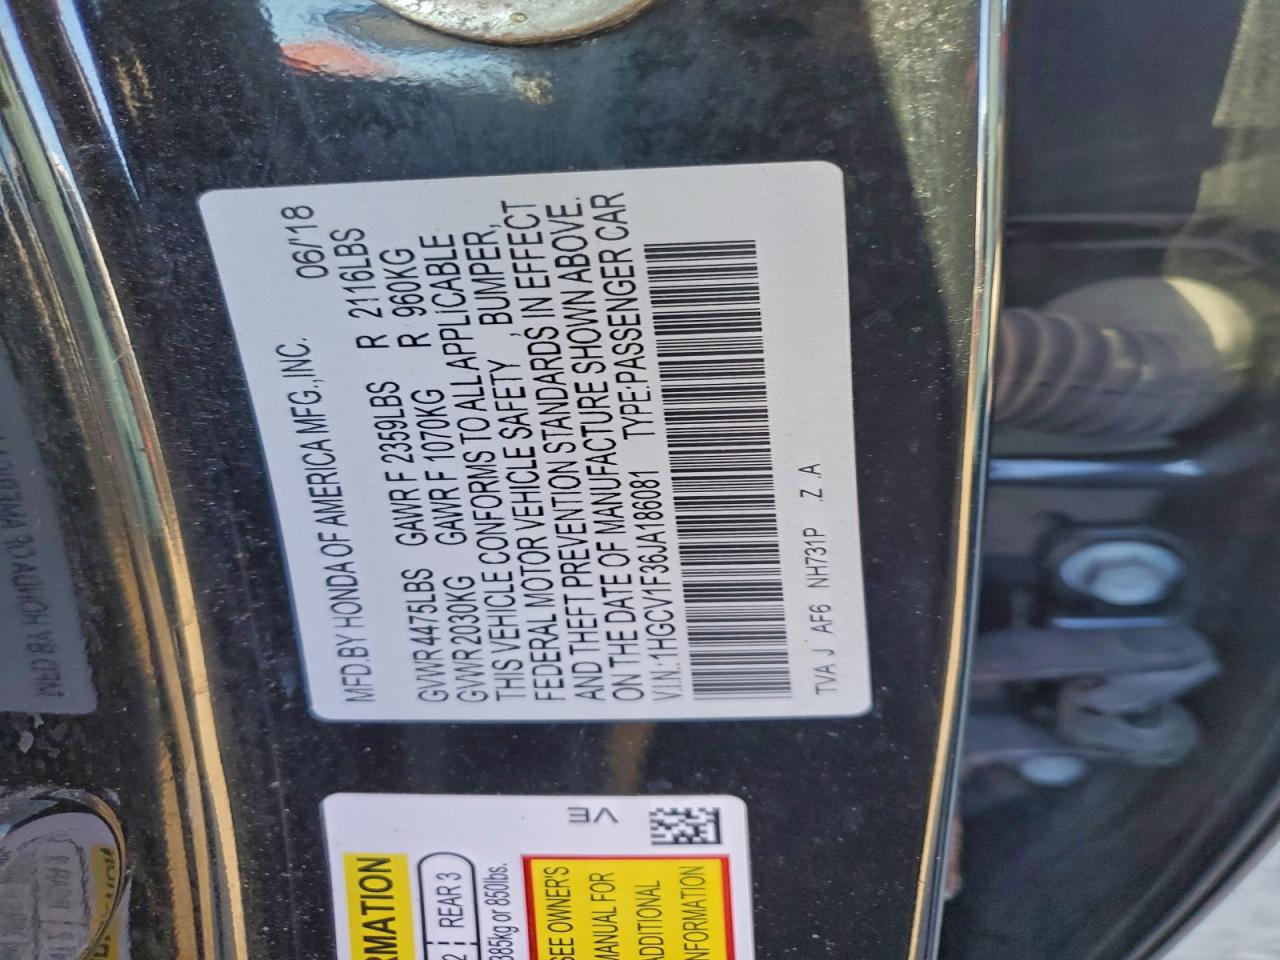 MFD.BY HONDA OF AMERICA MFG.,INC. 06/'18
GVWR 4475LBS GAWR F 2359LBS R 2116LBS
GVWR 2030KG GAWR F 1070KG R 960KG
THIS VEHICLE CONFORMS TO ALL APPLICABLE
FEDERAL MOTOR VEHICLE SAFETY , BUMPER,
AND THEFT PREVENTION STANDARDS IN EFFECT
ON THE DATE OF MANUFACTURE SHOWN ABOVE.
V.I.N.:1HGCV1F36JA186081 TYPE:PASSENGER CAR
TVA J AF6 NH731P .Z .A
VE
RMATION
2 REAR 3
385kg or 850lbs.
SEE OWNER'S
MANUAL FOR
ADDITIONAL
INFORMATION